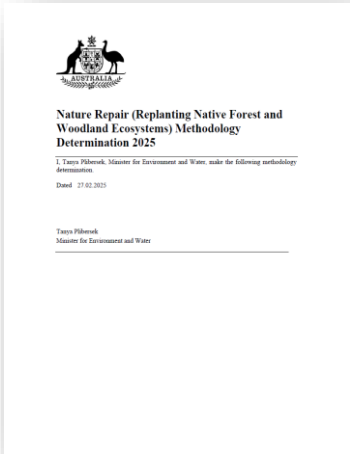 AUSTRALIA
Nature Repair (Replanting Native Forest and
Woodland Ecosystems) Methodology
Determination 2025
I, Tanya Plibersek, Minister for Environment and Water, make the following methodology
determination.
Dated 27.02.2025
Tanya Plibersek
Minister for Environment and Water